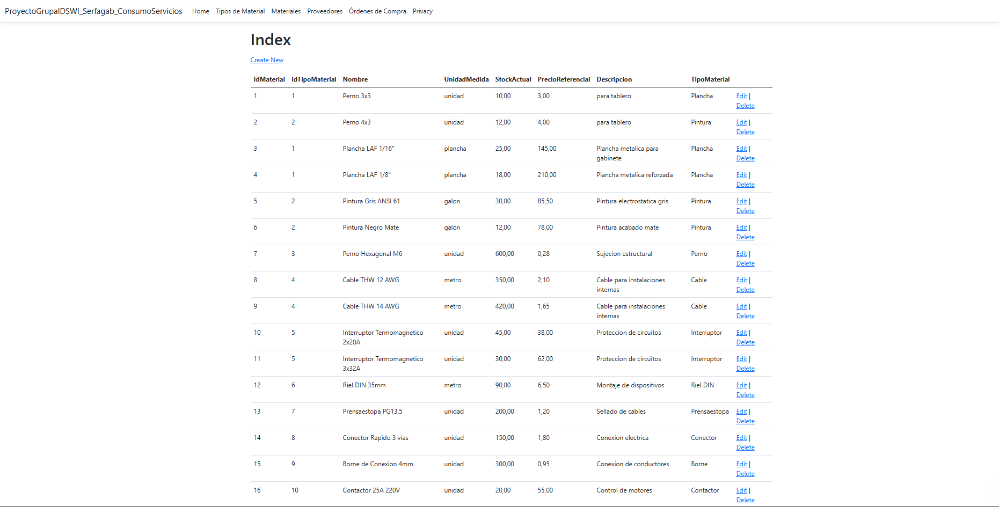 ProyectoGrupalDSWI_Serfagab_ConsumoServicios Home Tipos de Material Materiales Proveedores Órdenes de Compra Privacy
Index
Create New
IdMaterial IdTipoMaterial Nombre UnidadMedida StockActual PrecioReferencial Descripcion TipoMaterial
1 1 Perno 3x3 unidad 10,00 3,00 para tablero Plancha Edit |
Delete
2 2 Perno 4x3 unidad 12,00 4,00 para tablero Pintura Edit |
Delete
3 1 Plancha LAF 1/16" plancha 25,00 145,00 Plancha metalica para Plancha Edit |
gabinete Delete
4 1 Plancha LAF 1/8" plancha 18,00 210,00 Plancha metalica reforzada Plancha Edit |
Delete
5 2 Pintura Gris ANSI 61 galon 30,00 85,50 Pintura electrostatica gris Pintura Edit |
Delete
6 2 Pintura Negro Mate galon 12,00 78,00 Pintura acabado mate Pintura Edit |
Delete
7 3 Perno Hexagonal M6 unidad 600,00 0,28 Sujecion estructural Perno Edit |
Delete
8 4 Cable THW 12 AWG metro 350,00 2,10 Cable para instalaciones Cable Edit |
internas Delete
9 4 Cable THW 14 AWG metro 420,00 1,65 Cable para instalaciones Cable Edit |
internas Delete
10 5 Interruptor Termomagnetico unidad 45,00 38,00 Proteccion de circuitos Interruptor Edit |
2x20A Delete
11 5 Interruptor Termomagnetico unidad 30,00 62,00 Proteccion de circuitos Interruptor Edit |
3x32A Delete
12 6 Riel DIN 35mm metro 90,00 6,50 Montaje de dispositivos Riel DIN Edit |
Delete
13 7 Prensaestopa PG13.5 unidad 200,00 1,20 Sellado de cables Prensaestopa Edit |
Delete
14 8 Conector Rapido 3 vias unidad 150,00 1,80 Conexion electrica Conector Edit |
Delete
15 9 Borne de Conexion 4mm unidad 300,00 0,95 Conexion de conductores Borne Edit |
Delete
16 10 Contactor 25A 220V unidad 20,00 55,00 Control de motores Contactor Edit |
Delete